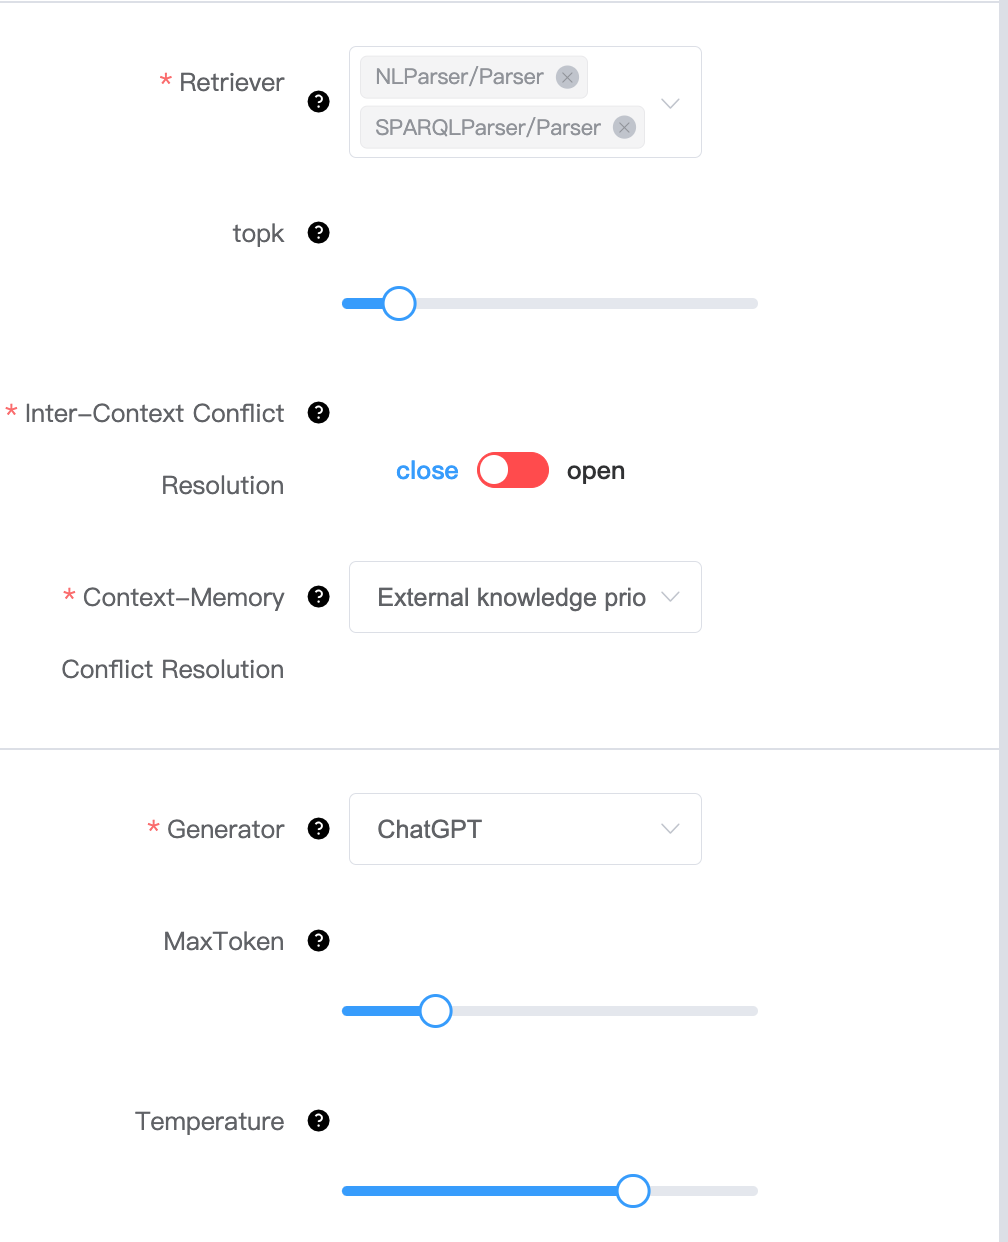 * Retriever
NLParser/Parser
SPARQLParser/Parser
topk
* Inter-Context Conflict
Resolution
close
open
* Context-Memory
Conflict Resolution
External knowledge prio
* Generator
ChatGPT
MaxToken
Temperature